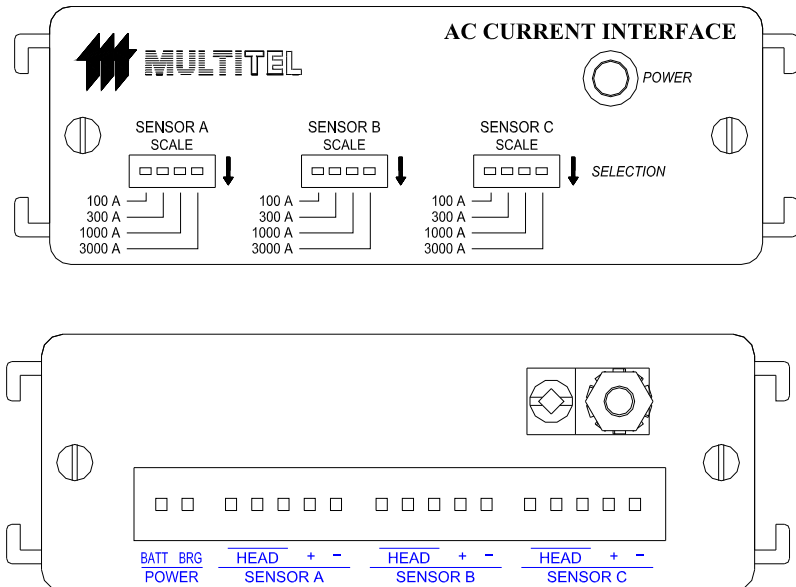 AC CURRENT INTERFACE
MULTITEL
POWER
SENSOR A SENSOR B SENSOR C
SCALE SCALE SCALE
SELECTION
100 A 100 A 100 A
300 A 300 A 300 A
1000 A 1000 A 1000 A
3000 A 3000 A 3000 A
BATT BRG HEAD + − HEAD + − HEAD + −
POWER SENSOR A SENSOR B SENSOR C